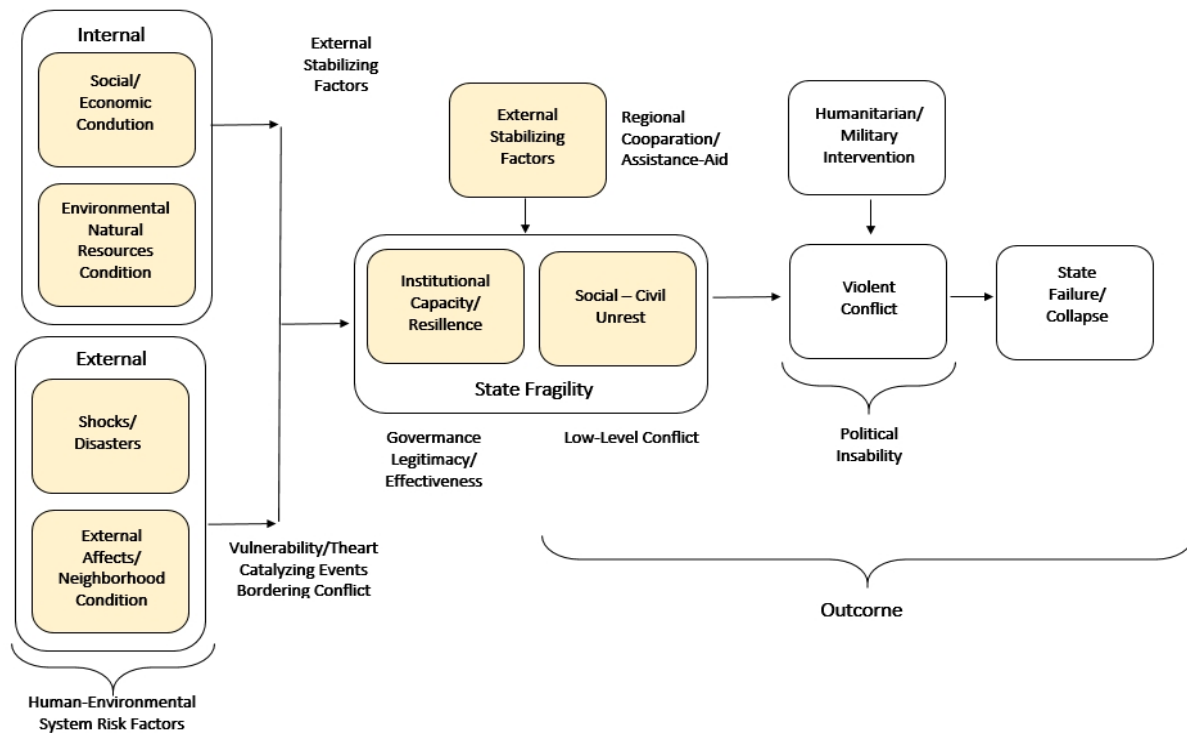 Internal
Social/
Economic
Condution
Environmental
Natural
Resources
Condition
External
Shocks/
Disasters
External
Affects/
Neighborhood
Condition
Human-Environmental
System Risk Factors
External
Stabilizing
Factors
Vulnerability/Theart
Catalyzing Events
Bordering Conflict
External
Stabilizing
Factors
Regional
Cooparation/
Assistance-Aid
Institutional
Capacity/
Resillence
Social – Civil
Unrest
State Fragility
Governance
Legitimacy/
Effectiveness
Low-Level Conflict
Humanitarian/
Military
Intervention
Violent
Conflict
Political
Insability
State
Failure/
Collapse
Outcorne